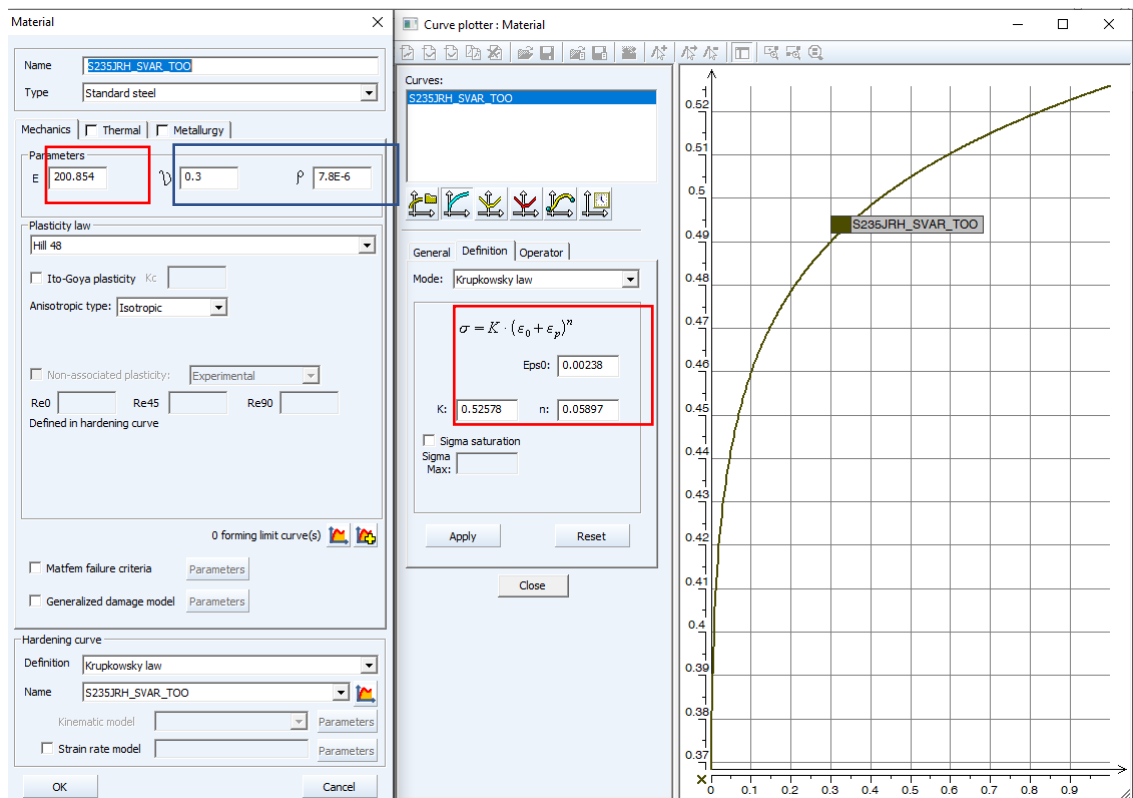 Material
Name S235JRH_SVAR_TOO
Type Standard steel
Mechanics Thermal Metallurgy
Parameters
E 200.854 υ 0.3 ρ 7.8E-6
Plasticity law
Hill 48
Ito-Goya plasticity Kc
Anisotropic type: Isotropic
Non-associated plasticity: Experimental
Re0 Re45 Re90
Defined in hardening curve
0 forming limit curve(s)
Matfem failure criteria Parameters
Generalized damage model Parameters
Hardening curve
Definition Krupkowsky law
Name S235JRH_SVAR_TOO
Kinematic model Parameters
Strain rate model Parameters
OK Cancel
Curve plotter : Material
Curves:
S235JRH_SVAR_TOO
General Definition Operator
Mode: Krupkowsky law
σ = K · (ε₀ + εₚ)ⁿ
Eps0: 0.00238
K: 0.52578 n: 0.05897
Sigma saturation
Sigma
Max:
Apply Reset
Close
0.52
0.51
0.5
S235JRH_SVAR_TOO
0.49
0.48
0.47
0.46
0.45
0.44
0.43
0.42
0.41
0.4
0.39
0.38
0.37
0 0.1 0.2 0.3 0.4 0.5 0.6 0.7 0.8 0.9